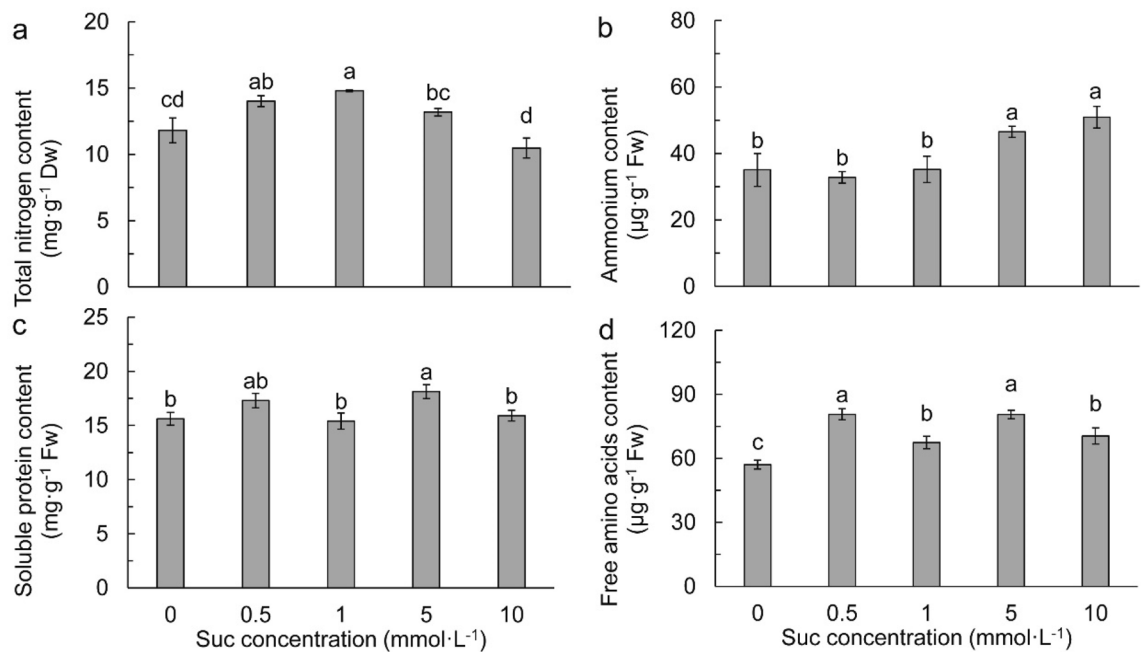 a
Total nitrogen content
(mg·g⁻¹ Dw)
20
15
10
5
0
cd
ab
a
bc
d
b
Ammonium content
(µg·g⁻¹ Fw)
80
60
40
20
0
b
b
b
a
a
c
Soluble protein content
(mg·g⁻¹ Fw)
25
20
15
10
5
0
b
ab
b
a
b
0 0.5 1 5 10
Suc concentration (mmol·L⁻¹)
d
Free amino acids content
(µg·g⁻¹ Fw)
120
90
60
30
0
c
a
b
a
b
0 0.5 1 5 10
Suc concentration (mmol·L⁻¹)